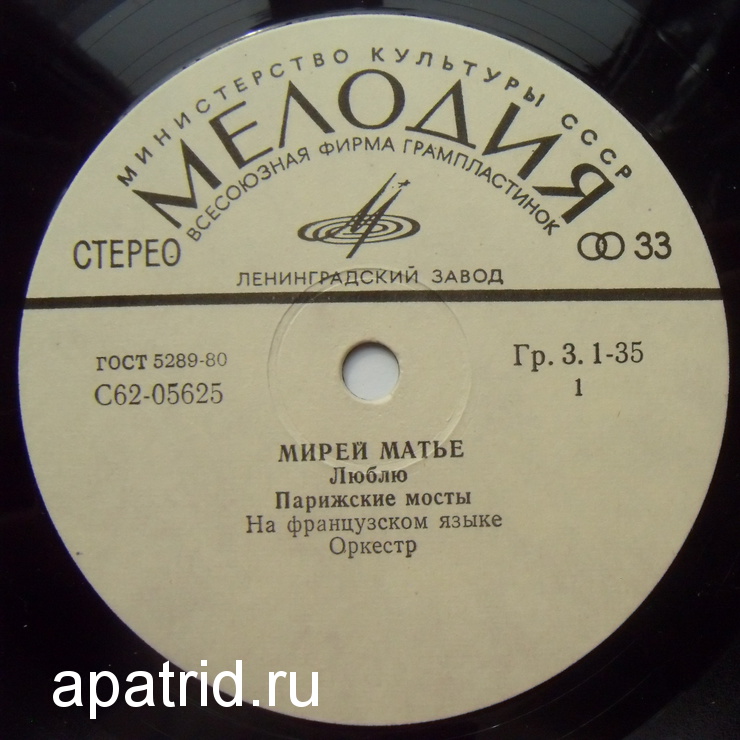 МИНИСТЕРСТВО КУЛЬТУРЫ СССР
МЕЛОДИЯ
ВСЕСОЮЗНАЯ ФИРМА ГРАМПЛАСТИНОК
СТЕРЕО 33
ЛЕНИНГРАДСКИЙ ЗАВОД
ГОСТ 5289-80
С62-05625
Гр. 3. 1-35
1
МИРЕЙ МАТЬЕ
Люблю
Парижские мосты
На французском языке
Оркестр
apatrid.ru